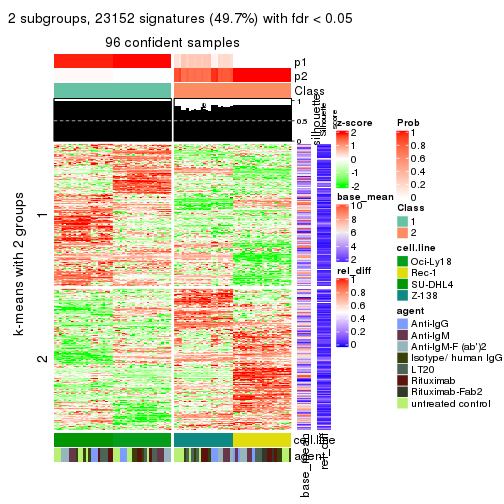 2 subgroups, 23152 signatures (49.7%) with fdr < 0.05
96 confident samples
p1
p2
Class
1
0.5
0
silhouette
score
k-means with 2 groups
1
2
cell.line
agent
base_mean
rel_diff
z-score
2
1
0
-1
-2
base_mean
10
8
6
4
2
rel_diff
1
0.8
0.6
0.4
0.2
0
Prob
1
0.8
0.6
0.4
0.2
0
Class
1
2
cell.line
Oci-Ly18
Rec-1
SU-DHL4
Z-138
agent
Anti-IgG
Anti-IgM
Anti-IgM-F (ab')2
Isotype/ human IgG
LT20
Rituximab
Rituximab-Fab2
untreated control